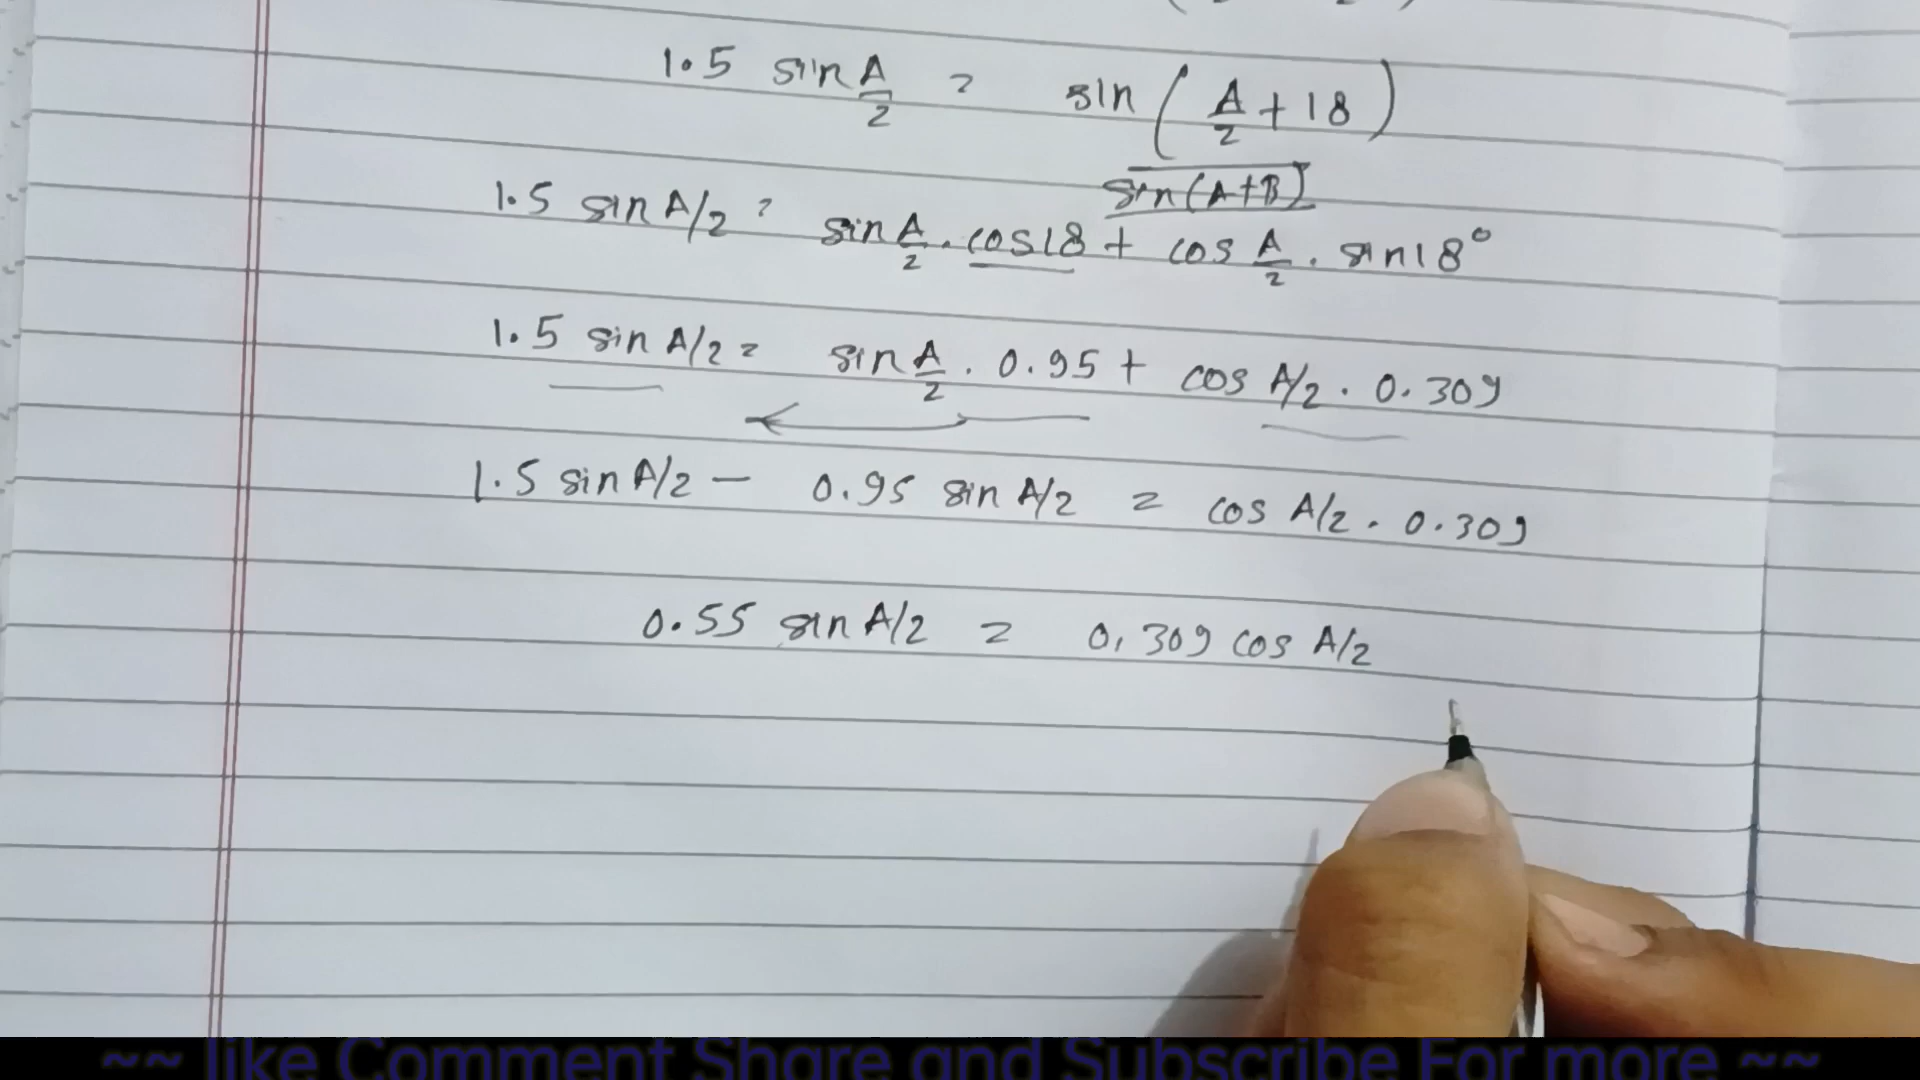 1.5 sin A/2 = sin ( A/2 + 18 )
sin(A+B)
1.5 sin A/2 = sin A/2 . cos18 + cos A/2 . sin18°
1.5 sin A/2 = sin A/2 . 0.95 + cos A/2 . 0.309
1.5 sin A/2 - 0.95 sin A/2 = cos A/2 . 0.309
0.55 sin A/2 = 0.309 cos A/2
~~ like Comment Share and Subscribe For more ~~